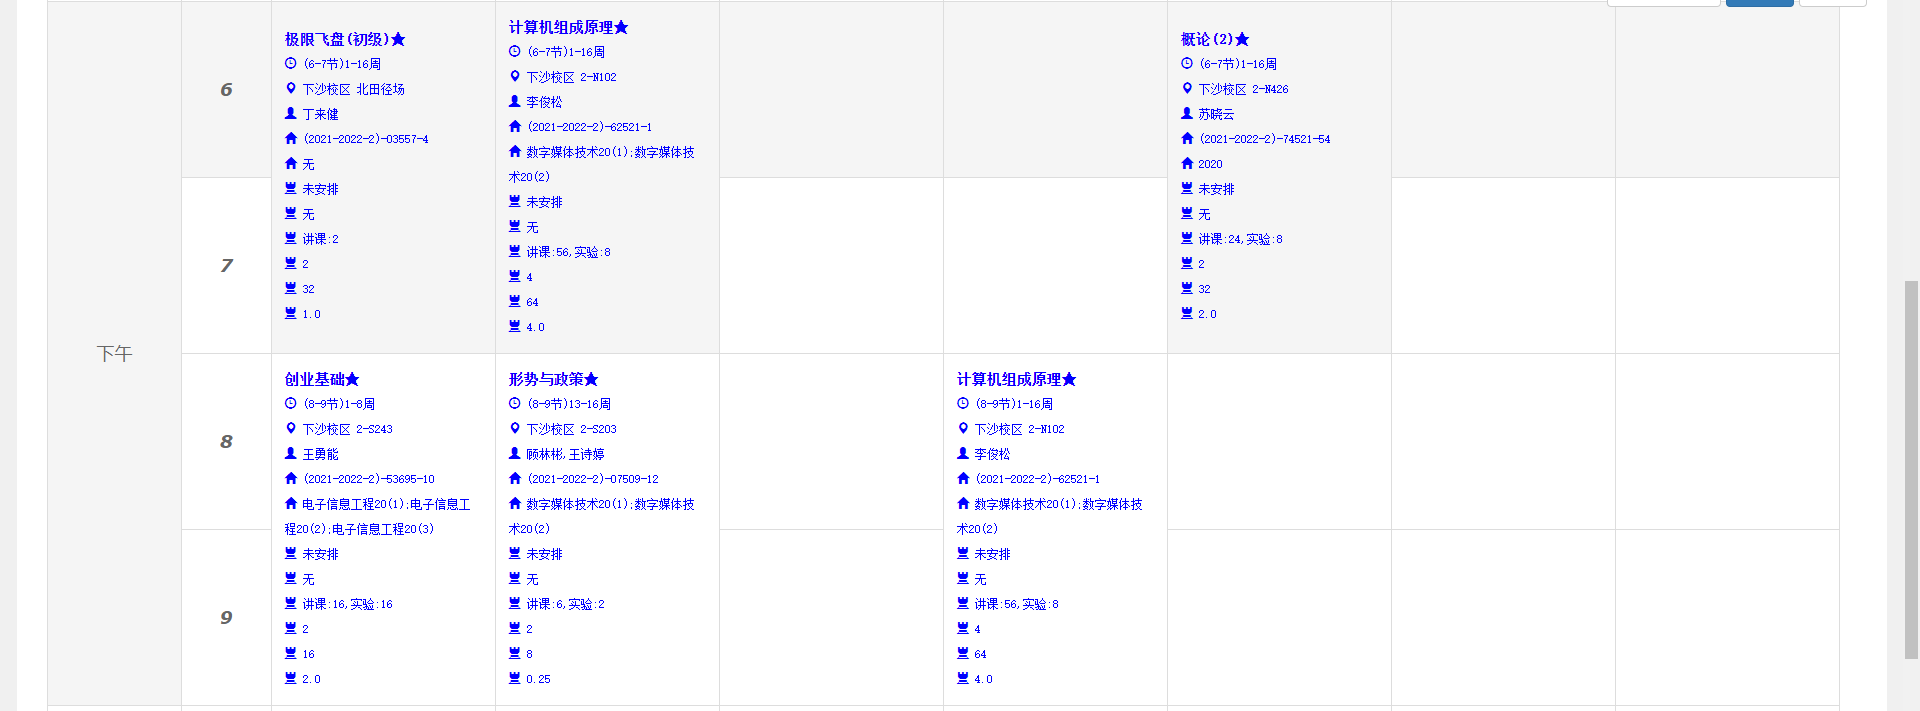 下午
6
极限飞盘(初级)★
(6-7节)1-16周
下沙校区 北田径场
丁来健
(2021-2022-2)-03557-4
无
未安排
无
讲课:2
2
32
1.0
计算机组成原理★
(6-7节)1-16周
下沙校区 2-N102
李俊松
(2021-2022-2)-62521-1
数字媒体技术20(1);数字媒体技
术20(2)
未安排
无
讲课:56,实验:8
4
64
4.0
概论(2)★
(6-7节)1-16周
下沙校区 2-N426
苏晓云
(2021-2022-2)-74521-54
2020
未安排
无
讲课:24,实验:8
2
32
2.0
7
8
创业基础★
(8-9节)1-8周
下沙校区 2-S243
王勇能
(2021-2022-2)-53695-10
电子信息工程20(1);电子信息工
程20(2);电子信息工程20(3)
未安排
无
讲课:16,实验:16
2
16
2.0
形势与政策★
(8-9节)13-16周
下沙校区 2-S203
顾林彬,王诗婷
(2021-2022-2)-07509-12
数字媒体技术20(1);数字媒体技
术20(2)
未安排
无
讲课:6,实验:2
2
8
0.25
计算机组成原理★
(8-9节)1-16周
下沙校区 2-N102
李俊松
(2021-2022-2)-62521-1
数字媒体技术20(1);数字媒体技
术20(2)
未安排
无
讲课:56,实验:8
4
64
4.0
9